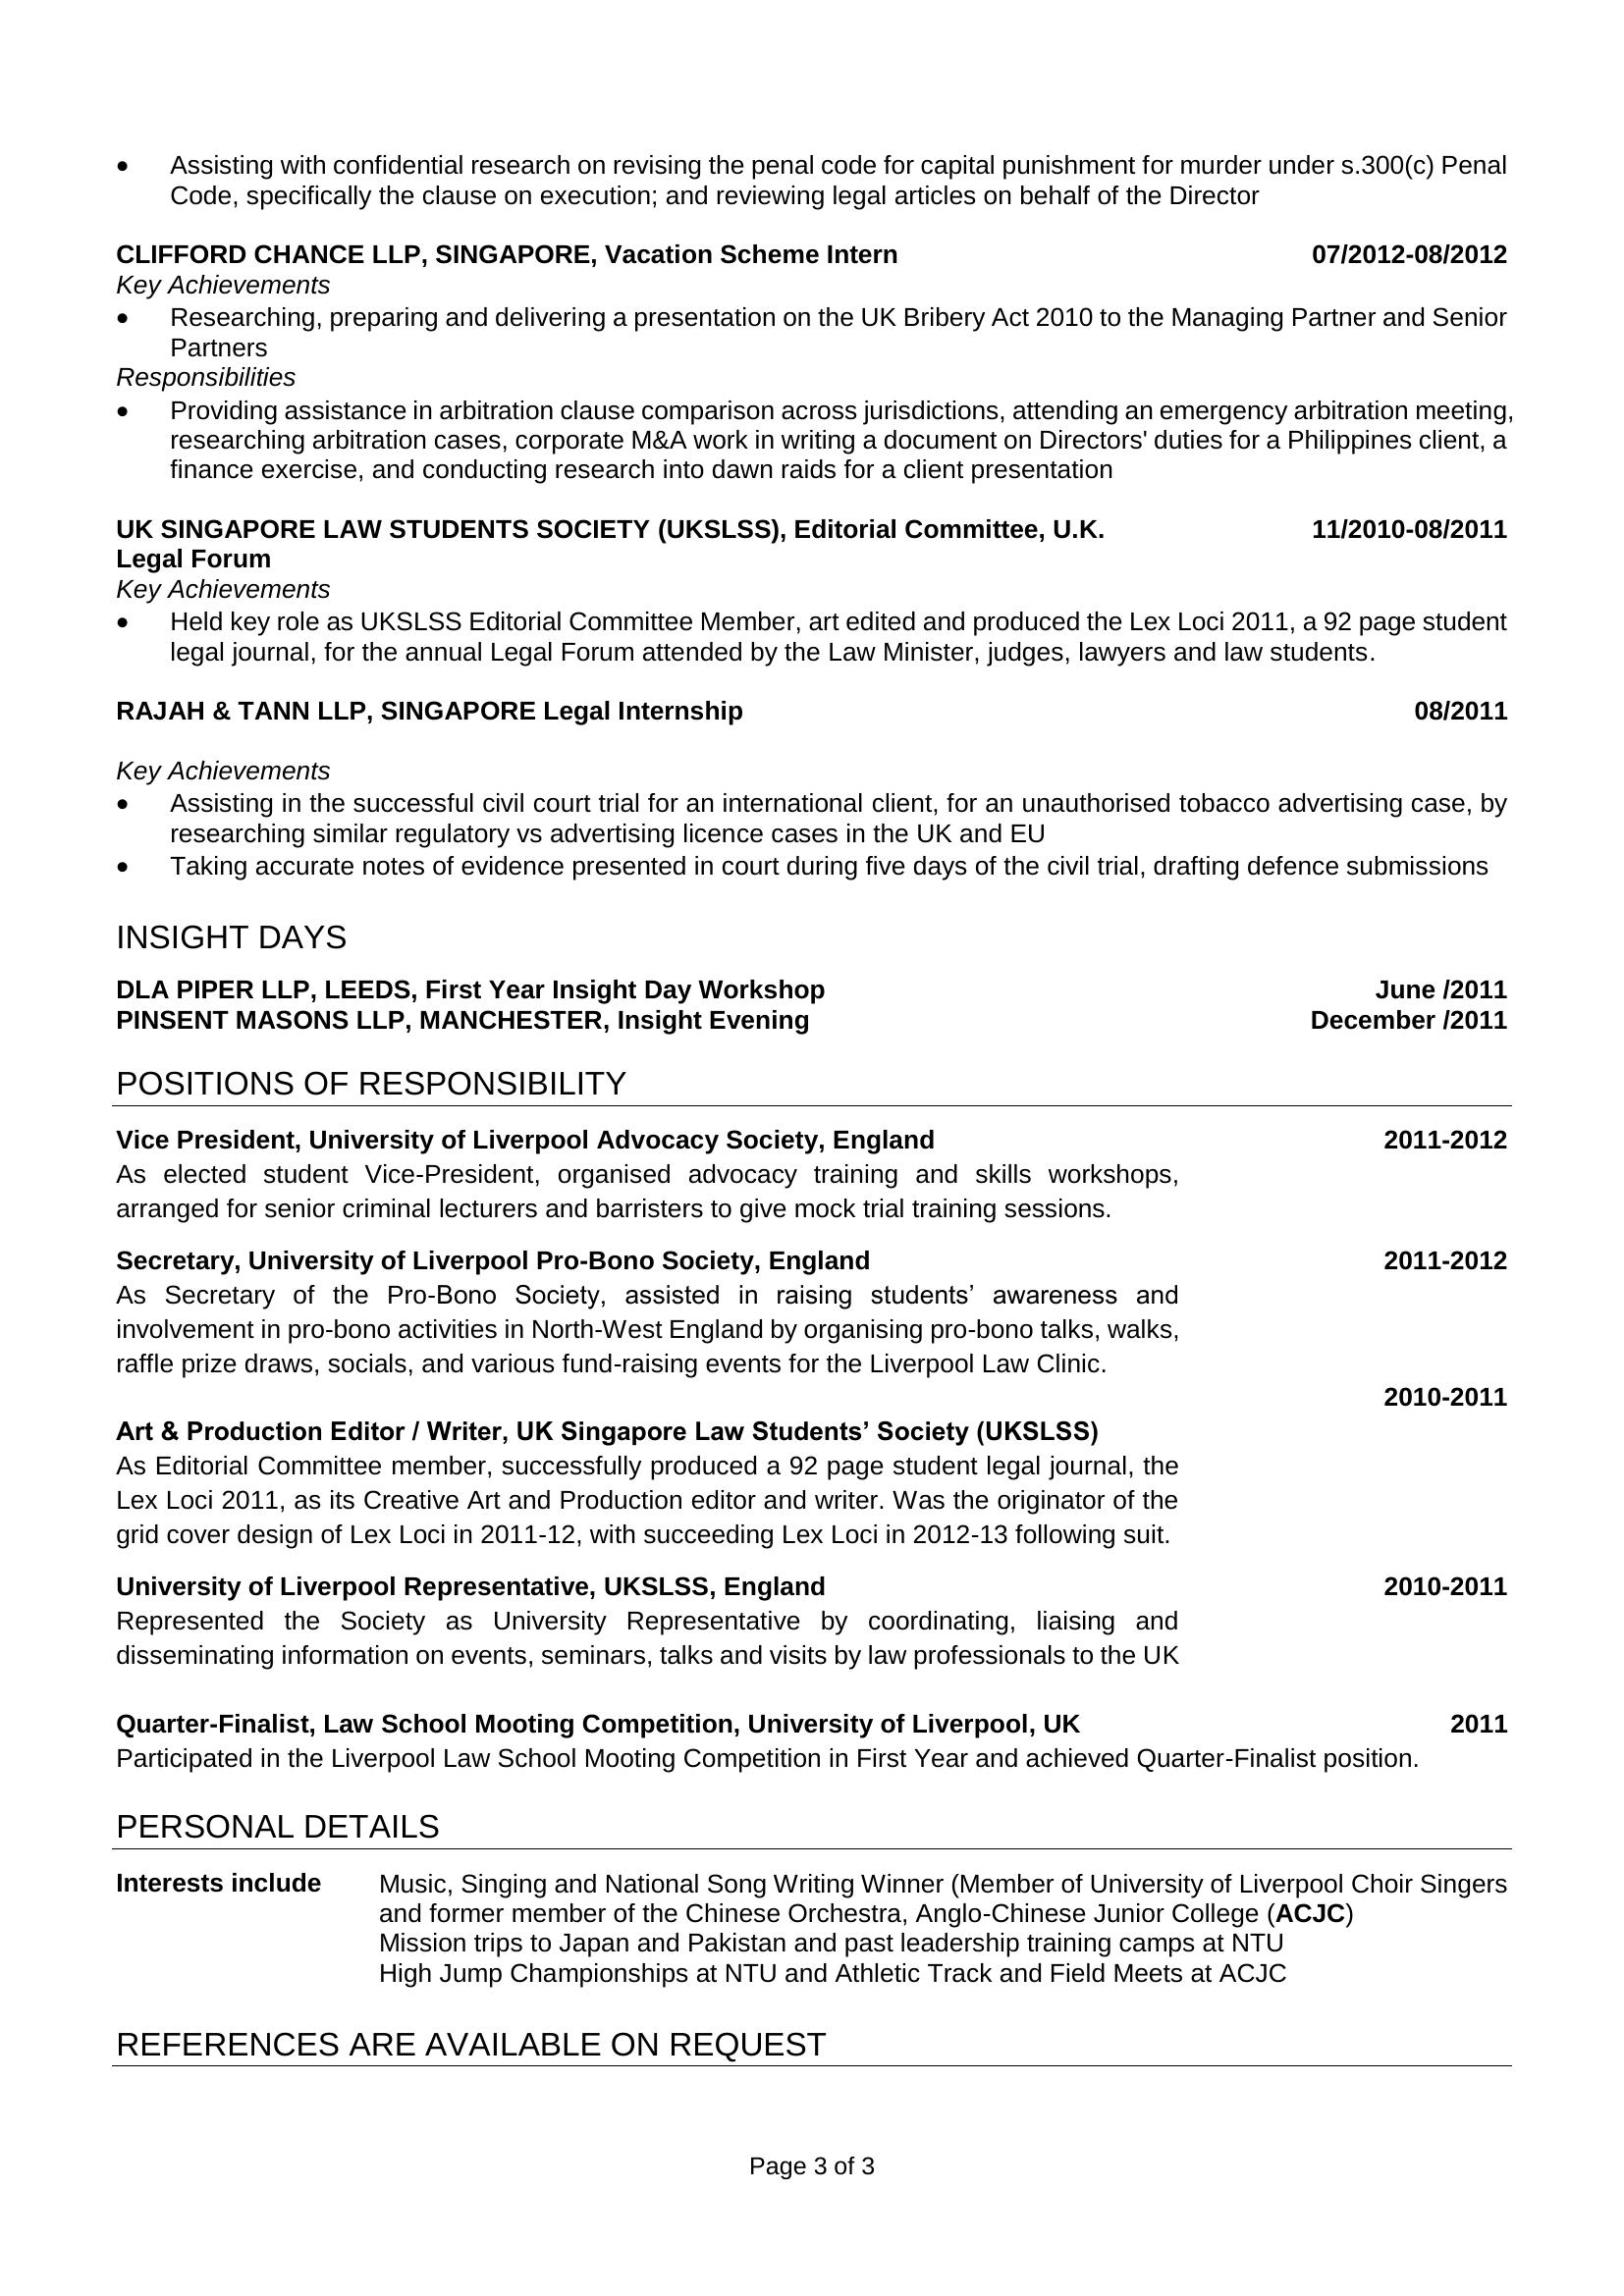 • Assisting with confidential research on revising the penal code for capital punishment for murder under s.300(c) Penal
Code, specifically the clause on execution; and reviewing legal articles on behalf of the Director
CLIFFORD CHANCE LLP, SINGAPORE, Vacation Scheme Intern 07/2012-08/2012
Key Achievements
• Researching, preparing and delivering a presentation on the UK Bribery Act 2010 to the Managing Partner and Senior
Partners
Responsibilities
• Providing assistance in arbitration clause comparison across jurisdictions, attending an emergency arbitration meeting,
researching arbitration cases, corporate M&A work in writing a document on Directors' duties for a Philippines client, a
finance exercise, and conducting research into dawn raids for a client presentation
UK SINGAPORE LAW STUDENTS SOCIETY (UKSLSS), Editorial Committee, U.K. 11/2010-08/2011
Legal Forum
Key Achievements
• Held key role as UKSLSS Editorial Committee Member, art edited and produced the Lex Loci 2011, a 92 page student
legal journal, for the annual Legal Forum attended by the Law Minister, judges, lawyers and law students.
RAJAH & TANN LLP, SINGAPORE Legal Internship 08/2011
Key Achievements
• Assisting in the successful civil court trial for an international client, for an unauthorised tobacco advertising case, by
researching similar regulatory vs advertising licence cases in the UK and EU
• Taking accurate notes of evidence presented in court during five days of the civil trial, drafting defence submissions
INSIGHT DAYS
DLA PIPER LLP, LEEDS, First Year Insight Day Workshop June /2011
PINSENT MASONS LLP, MANCHESTER, Insight Evening December /2011
POSITIONS OF RESPONSIBILITY
Vice President, University of Liverpool Advocacy Society, England 2011-2012
As elected student Vice-President, organised advocacy training and skills workshops,
arranged for senior criminal lecturers and barristers to give mock trial training sessions.
Secretary, University of Liverpool Pro-Bono Society, England 2011-2012
As Secretary of the Pro-Bono Society, assisted in raising students’ awareness and
involvement in pro-bono activities in North-West England by organising pro-bono talks, walks,
raffle prize draws, socials, and various fund-raising events for the Liverpool Law Clinic.
2010-2011
Art & Production Editor / Writer, UK Singapore Law Students’ Society (UKSLSS)
As Editorial Committee member, successfully produced a 92 page student legal journal, the
Lex Loci 2011, as its Creative Art and Production editor and writer. Was the originator of the
grid cover design of Lex Loci in 2011-12, with succeeding Lex Loci in 2012-13 following suit.
University of Liverpool Representative, UKSLSS, England 2010-2011
Represented the Society as University Representative by coordinating, liaising and
disseminating information on events, seminars, talks and visits by law professionals to the UK
Quarter-Finalist, Law School Mooting Competition, University of Liverpool, UK 2011
Participated in the Liverpool Law School Mooting Competition in First Year and achieved Quarter-Finalist position.
PERSONAL DETAILS
Interests include Music, Singing and National Song Writing Winner (Member of University of Liverpool Choir Singers
and former member of the Chinese Orchestra, Anglo-Chinese Junior College (ACJC)
Mission trips to Japan and Pakistan and past leadership training camps at NTU
High Jump Championships at NTU and Athletic Track and Field Meets at ACJC
REFERENCES ARE AVAILABLE ON REQUEST
Page 3 of 3